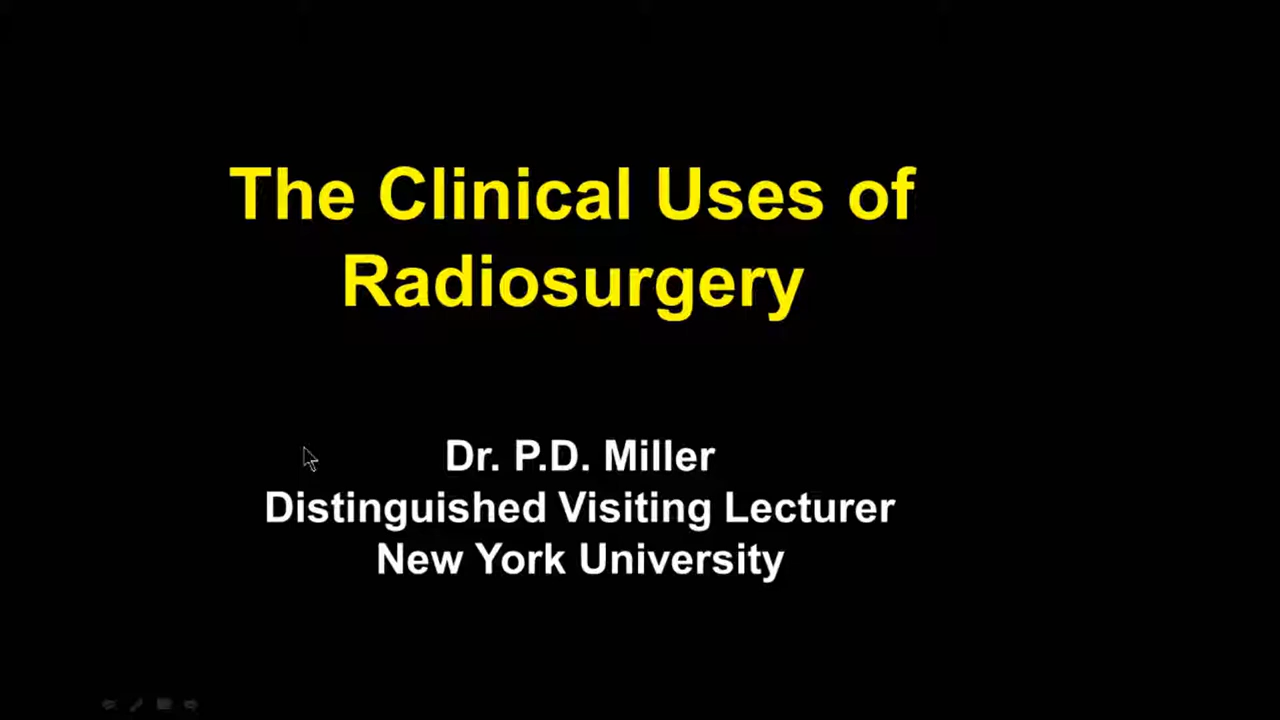 The Clinical Uses of
Radiosurgery
Dr. P.D. Miller
Distinguished Visiting Lecturer
New York University